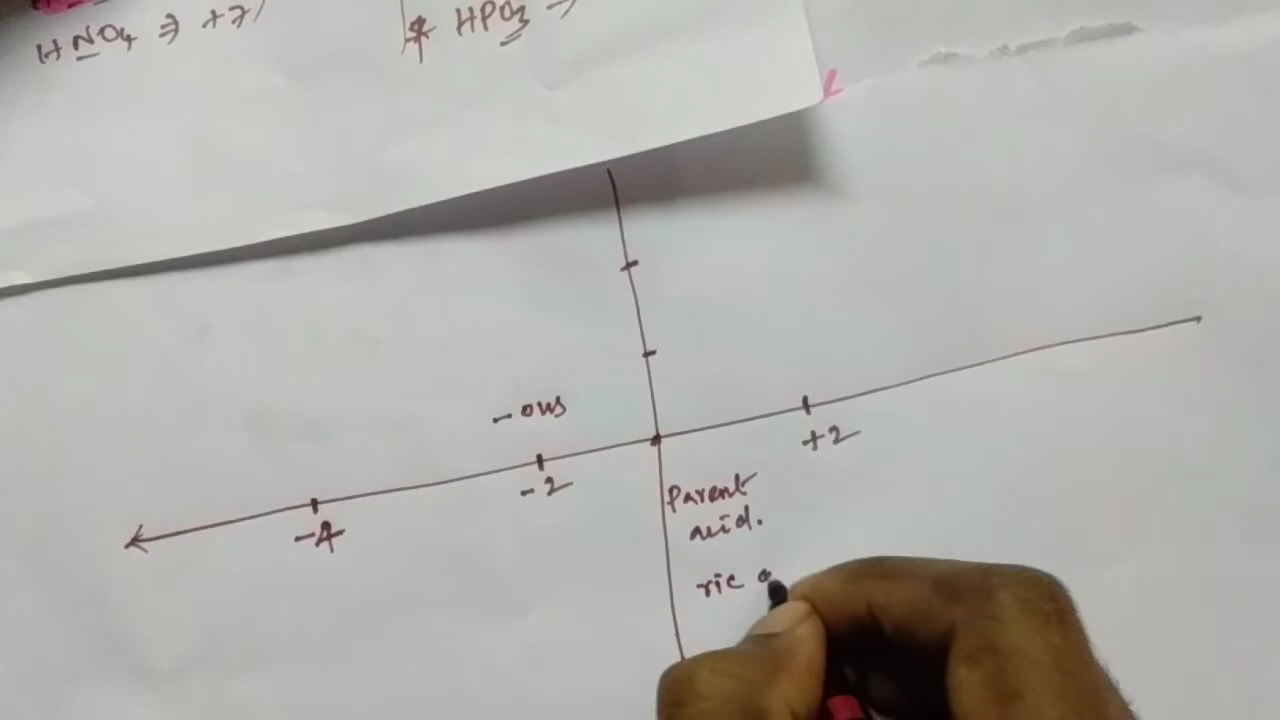 HNO4 ⇒ +7
* HPO3 ⇒
-ous
+2
-2
-4
Parent
acid.
ric a